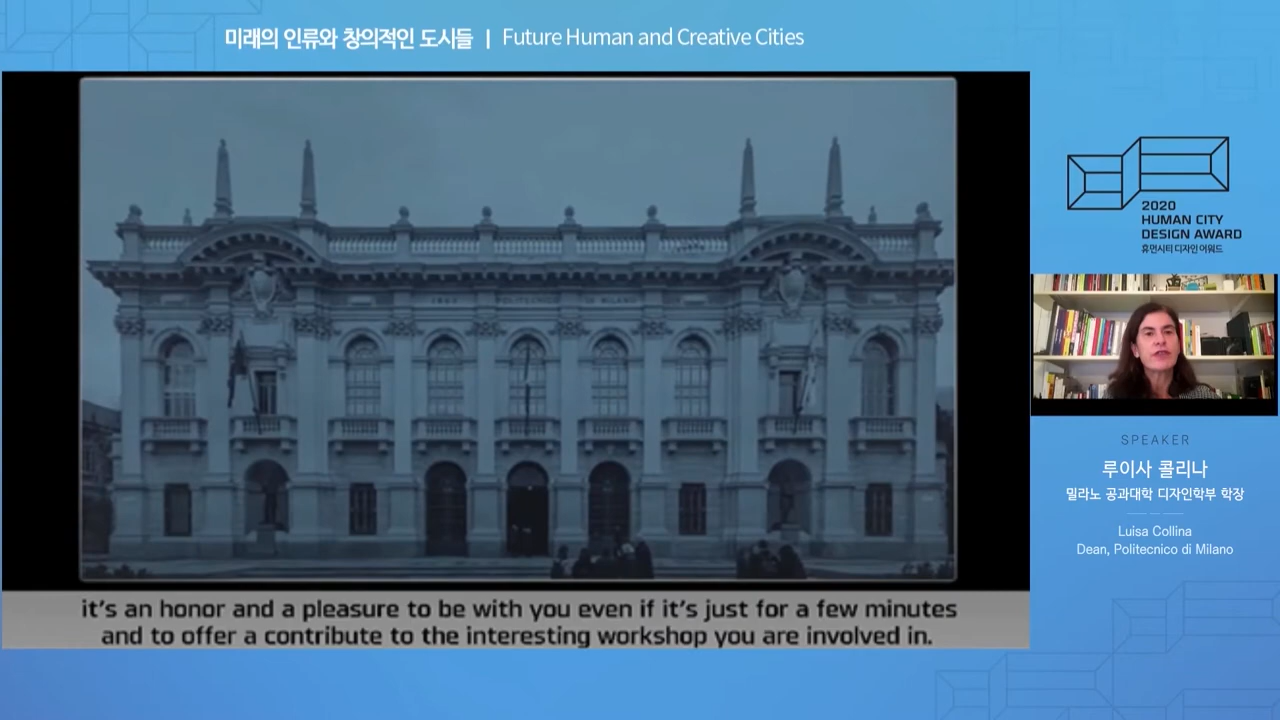 미래의 인류와 창의적인 도시들 | Future Human and Creative Cities
2020
HUMAN CITY
DESIGN AWARD
휴먼시티 디자인 어워드
POLITECNICO DI MILANO
SPEAKER
루이사 콜리나
밀라노 공과대학 디자인학부 학장
Luisa Collina
Dean, Politecnico di Milano
it's an honor and a pleasure to be with you even if it's just for a few minutes
and to offer a contribute to the interesting workshop you are involved in.